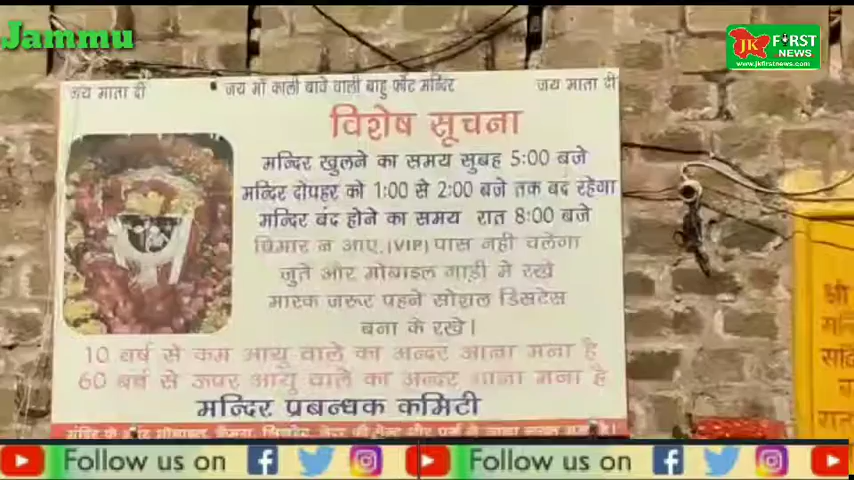 Jammu
JK FIRST
NEWS
www.jkfirstnews.com
जय माता दी जय माँ काली बावे वाली बाहु फोर्ट मन्दिर जय माता दी
विशेष सूचना
मन्दिर खुलने का समय सुबह 5:00 बजे
मन्दिर दोपहर को 1:00 से 2:00 बजे तक बद रहेगा
मन्दिर बंद होने का समय रात 8:00 बजे
बिमार न आए, (VIP) पास नही चलेगा
जुते और मोबाइल गाड़ी मे रखे
मास्क जरूर पहने सोशल डिसटेस
बना के रखे।
10 वर्ष से कम आयु वाले का अन्दर आना मना है
60 वर्ष से ऊपर आयु वाले का अन्दर आना मना है
मन्दिर प्रबन्धक कमिटी
श्री
Follow us on Follow us on